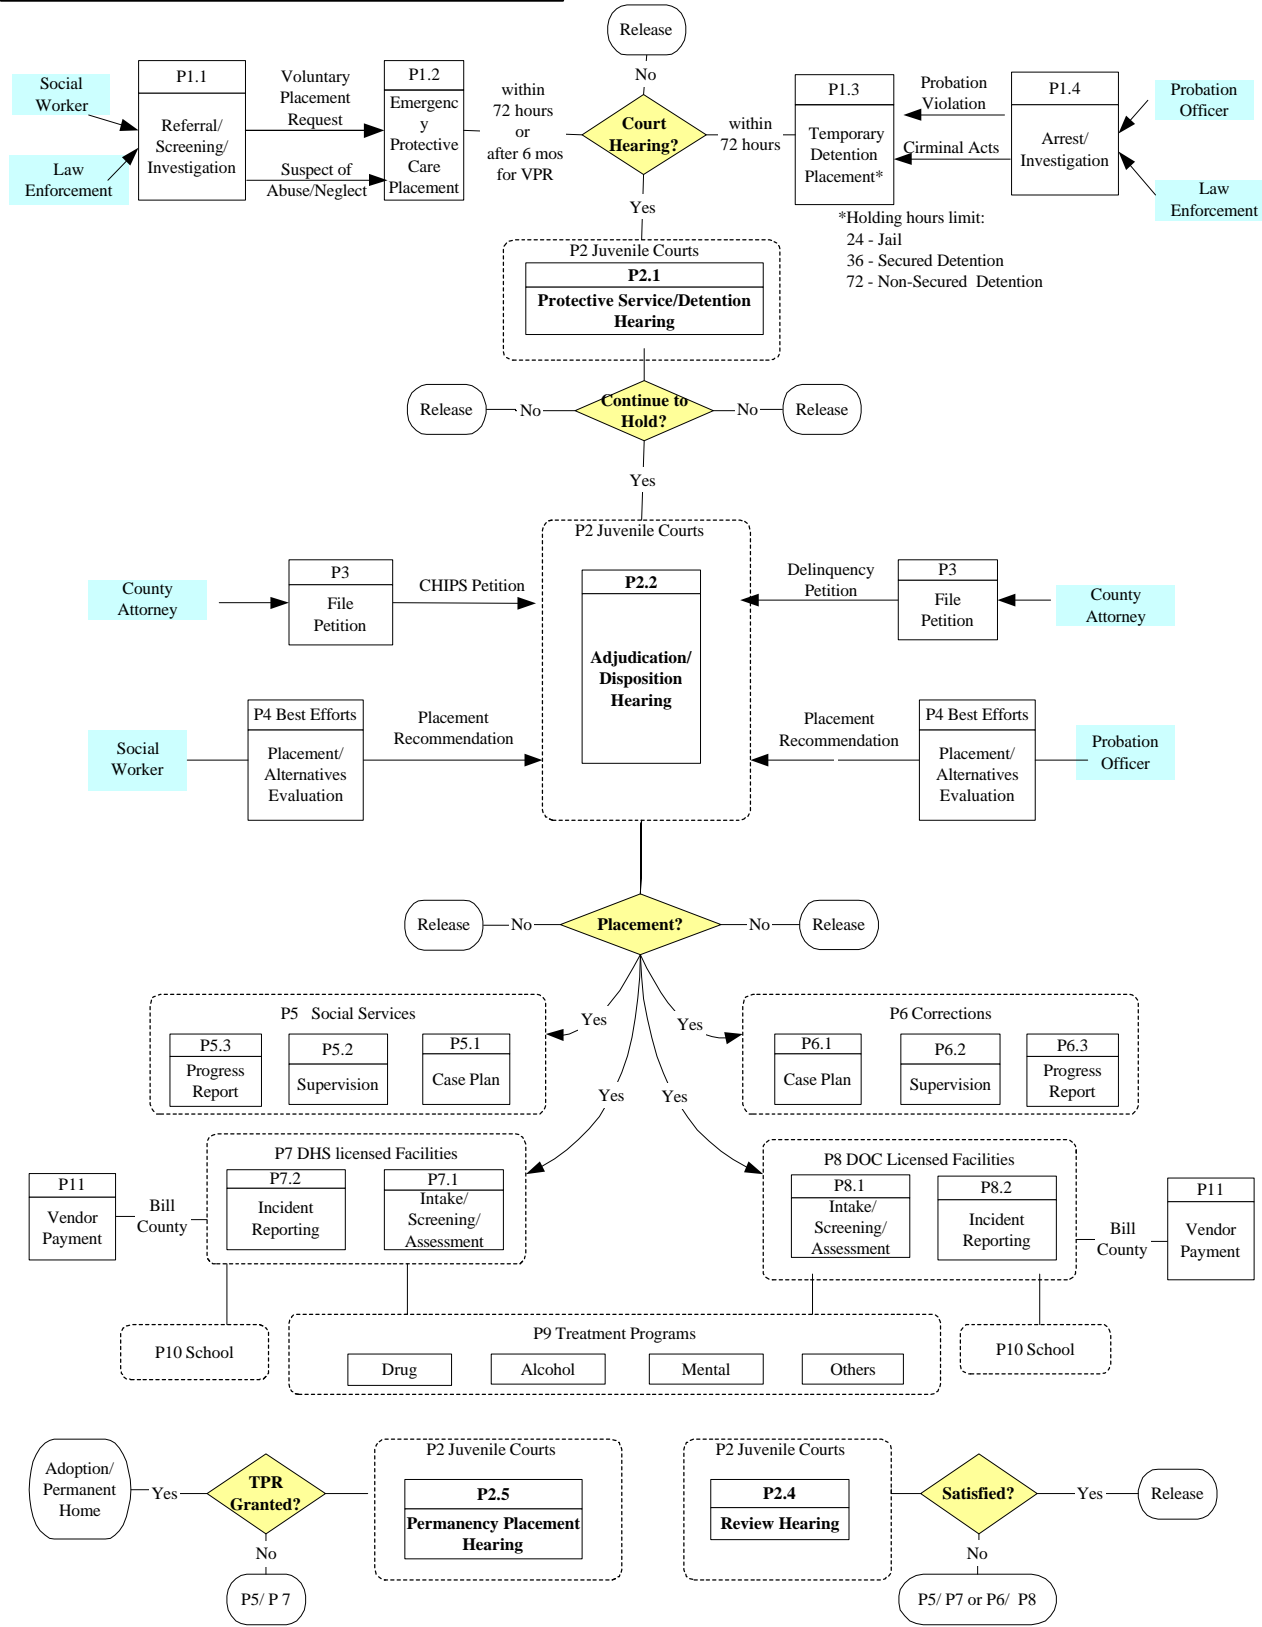 Release
No
Court
Hearing?
Yes
Social
Worker
Law
Enforcement
P1.1
Referral/
Screening/
Investigation
Voluntary
Placement
Request
Suspect of
Abuse/Neglect
P1.2
Emergenc
y
Protective
Care
Placement
within
72 hours
or
after 6 mos
for VPR
within
72 hours
P1.3
Temporary
Detention
Placement*
Probation
Violation
Cirminal Acts
P1.4
Arrest/
Investigation
Probation
Officer
Law
Enforcement
*Holding hours limit:
24 - Jail
36 - Secured Detention
72 - Non-Secured Detention
P2 Juvenile Courts
P2.1
Protective Service/Detention
Hearing
Release
No
Continue to
Hold?
No
Release
Yes
P2 Juvenile Courts
P2.2
Adjudication/
Disposition
Hearing
County
Attorney
P3
File
Petition
CHIPS Petition
Delinquency
Petition
P3
File
Petition
County
Attorney
Social
Worker
P4 Best Efforts
Placement/
Alternatives
Evaluation
Placement
Recommendation
Placement
Recommendation
P4 Best Efforts
Placement/
Alternatives
Evaluation
Probation
Officer
Release
No
Placement?
No
Release
Yes
Yes
Yes
Yes
P5 Social Services
P5.3
Progress
Report
P5.2
Supervision
P5.1
Case Plan
P6 Corrections
P6.1
Case Plan
P6.2
Supervision
P6.3
Progress
Report
P7 DHS licensed Facilities
P7.2
Incident
Reporting
P7.1
Intake/
Screening/
Assessment
P8 DOC Licensed Facilities
P8.1
Intake/
Screening/
Assessment
P8.2
Incident
Reporting
P11
Vendor
Payment
Bill
County
Bill
County
P11
Vendor
Payment
P10 School
P9 Treatment Programs
Drug
Alcohol
Mental
Others
P10 School
Adoption/
Permanent
Home
Yes
TPR
Granted?
No
P5/ P 7
P2 Juvenile Courts
P2.5
Permanency Placement
Hearing
P2 Juvenile Courts
P2.4
Review Hearing
Satisfied?
Yes
Release
No
P5/ P7 or P6/ P8